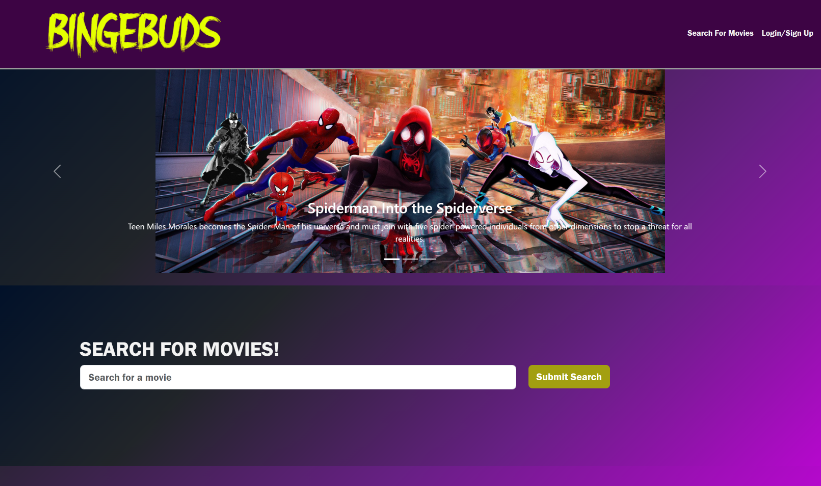 BINGEBUDS
Search For Movies Login/Sign Up
Spiderman Into the Spiderverse
Teen Miles Morales becomes the Spider-Man of his universe and must join with five spider-powered individuals from other dimensions to stop a threat for all
realities.
SEARCH FOR MOVIES!
Search for a movie
Submit Search